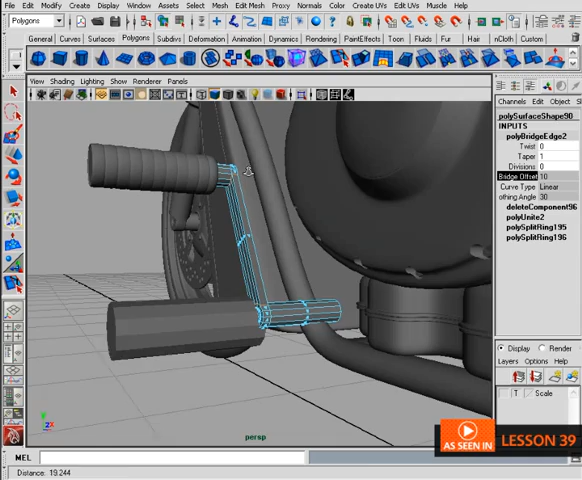 File Edit Modify Create Display Window Assets Select Mesh Edit Mesh Proxy Normals Color Create UVs Edit UVs Muscle Help
Polygons
General Curves Surfaces Polygons Subdivs Deformation Animation Dynamics Rendering PaintEffects Toon Fluids Fur Hair nCloth Custom
View Shading Lighting Show Renderer Panels
Channels Edit Object
polySurfaceShape90
INPUTS
polyBridgeEdge2
Twist 0
Taper 1
Divisions 0
Bridge Offset 10
Curve Type Linear
othing Angle 30
deleteComponent96
polyUnite2
polySplitRing195
polySplitRing196
Display Render
Layers Options Help
T Scale
persp
AS SEEN IN LESSON 39
MEL
Distance: 19.244